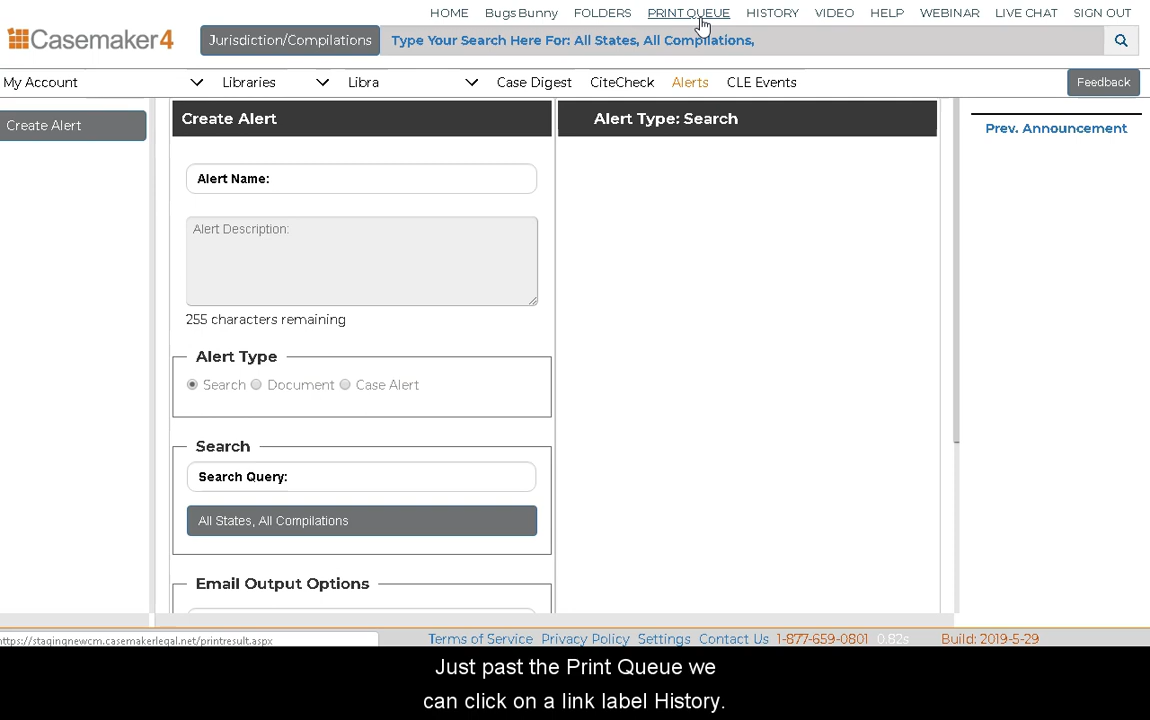 HOME Bugs Bunny FOLDERS PRINT QUEUE HISTORY VIDEO HELP WEBINAR LIVE CHAT SIGN OUT
Casemaker4 Jurisdiction/Compilations Type Your Search Here For: All States, All Compilations,
My Account Libraries Libra Case Digest CiteCheck Alerts CLE Events Feedback
Create Alert Create Alert Alert Type: Search
Prev. Announcement
Alert Name:
Alert Description:
255 characters remaining
Alert Type
Search Document Case Alert
Search
Search Query:
All States, All Compilations
Email Output Options
https://stagingnewcm.casemakerlegal.net/printresult.aspx Terms of Service Privacy Policy Settings Contact Us 1-877-659-0801 0.82s Build: 2019-5-29
Just past the Print Queue we
can click on a link label History.